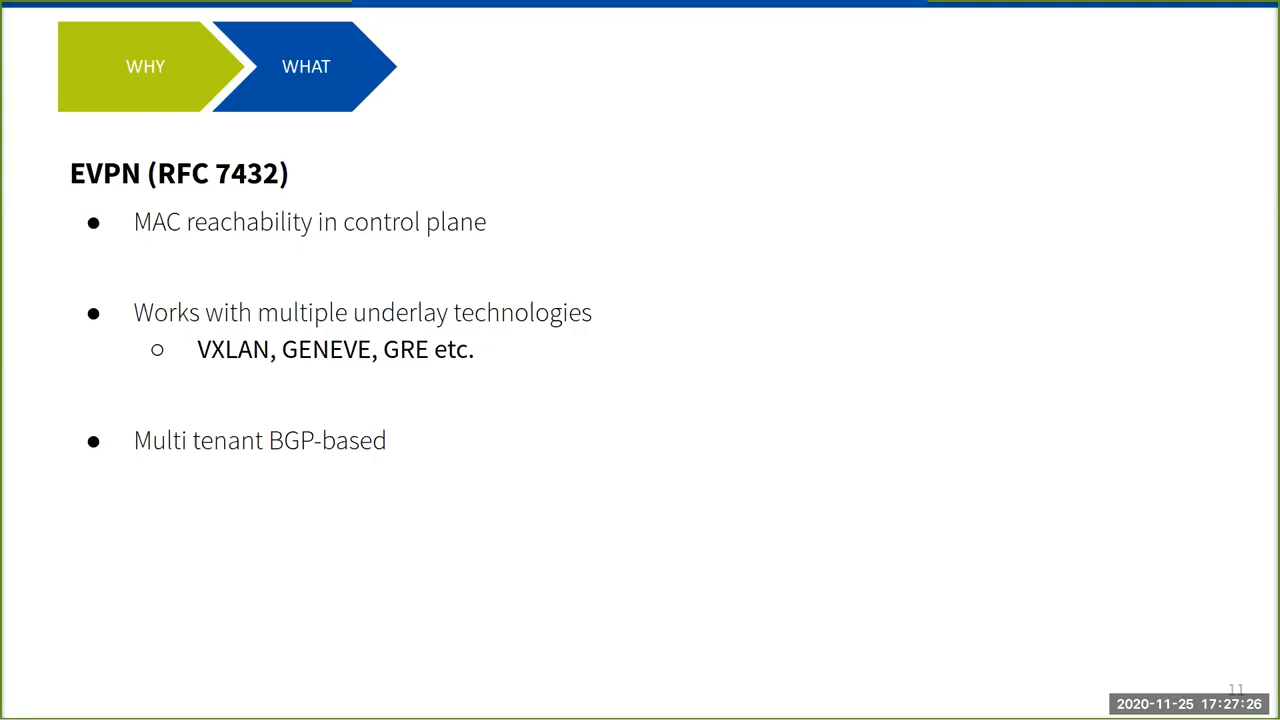 WHY
WHAT
EVPN (RFC 7432)
● MAC reachability in control plane
● Works with multiple underlay technologies
○ VXLAN, GENEVE, GRE etc.
● Multi tenant BGP-based
11
2020-11-25 17:27:26